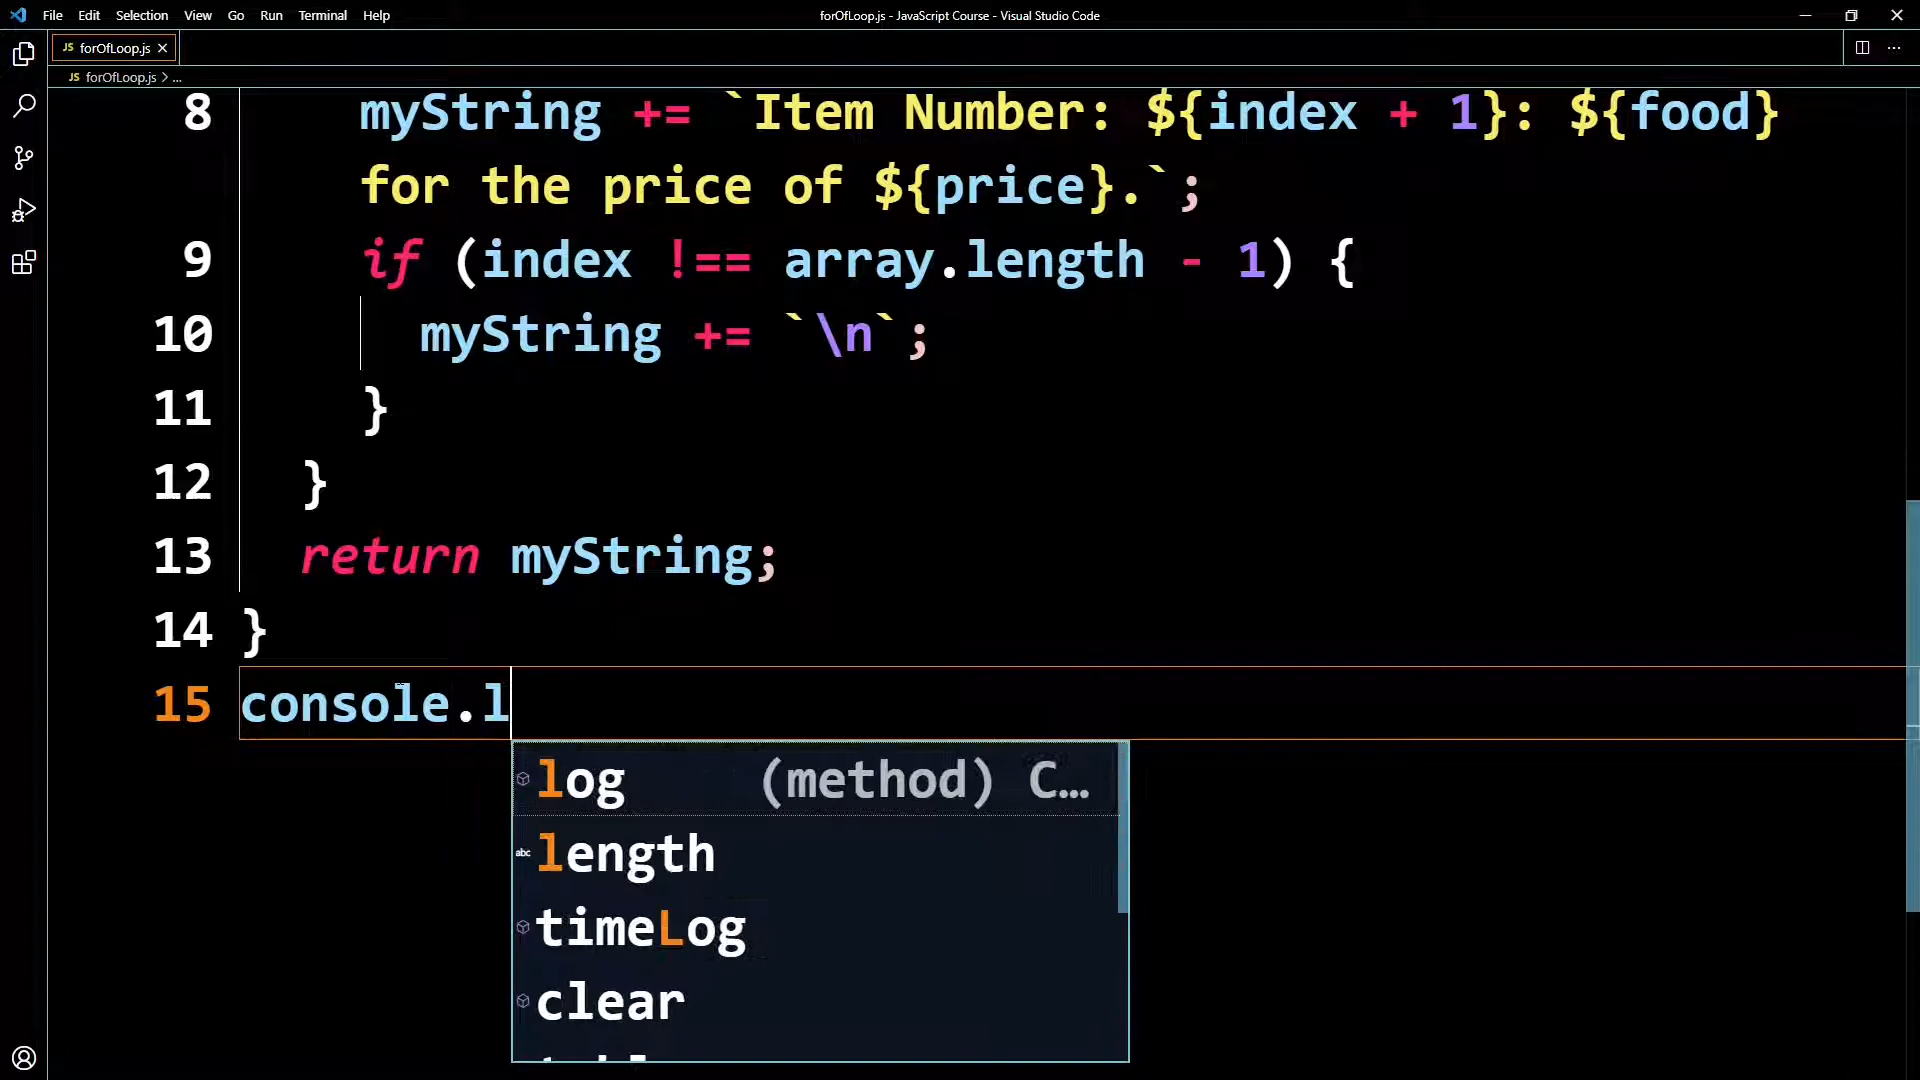 File Edit Selection View Go Run Terminal Help
forOfLoop.js - JavaScript Course - Visual Studio Code
JS forOfLoop.js
JS forOfLoop.js > ...
8 myString += `Item Number: ${index + 1}: ${food}
for the price of ${price}.`;
9 if (index !== array.length - 1) {
10 myString += `\n`;
11 }
12 }
13 return myString;
14 }
15 console.l
log (method) C…
abc length
timeLog
clear